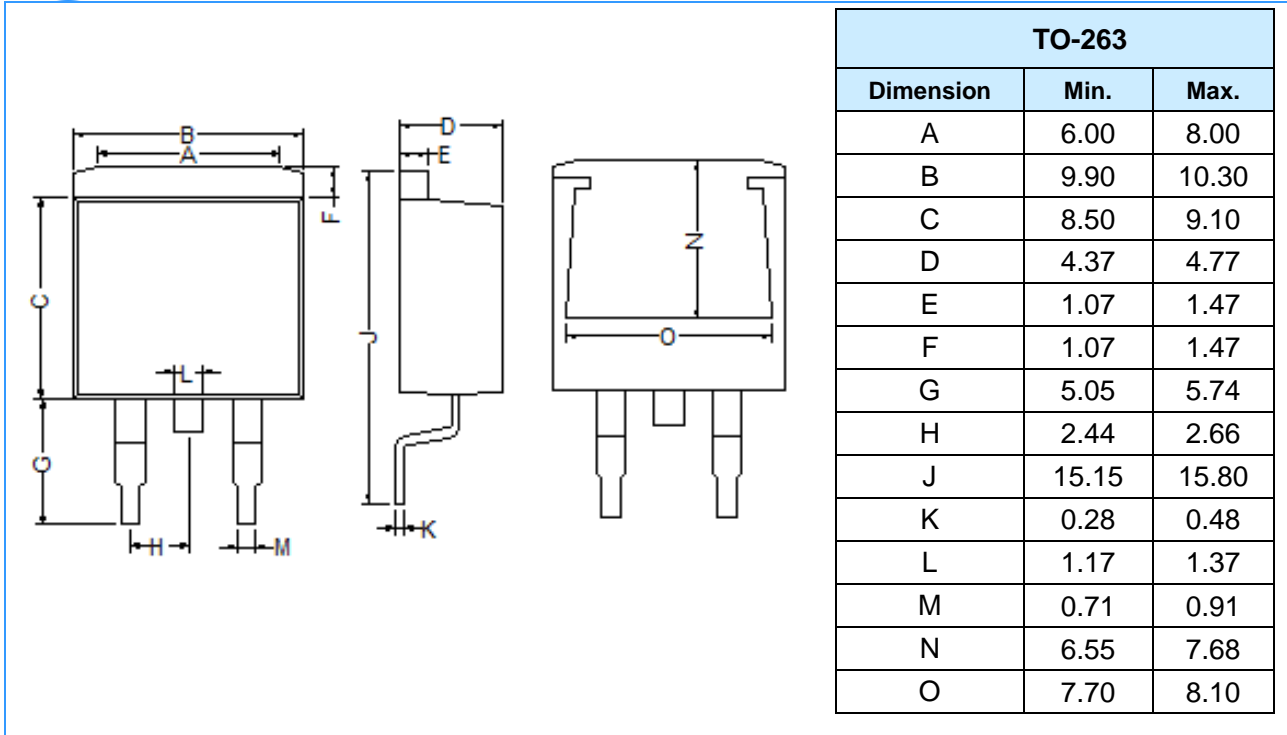 B
A
F
C
L
G
H
M
D
E
J
K
N
O
TO-263
Dimension Min. Max.
A 6.00 8.00
B 9.90 10.30
C 8.50 9.10
D 4.37 4.77
E 1.07 1.47
F 1.07 1.47
G 5.05 5.74
H 2.44 2.66
J 15.15 15.80
K 0.28 0.48
L 1.17 1.37
M 0.71 0.91
N 6.55 7.68
O 7.70 8.10